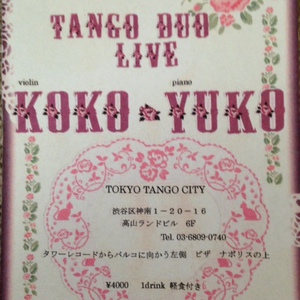 TANGO DUO
LIVE
violin piano
KOKO YUKO
TOKYO TANGO CITY
渋谷区神南1-20-16
高山ランドビル 6F
Tel. 03-6809-0740
タワーレコードからパルコに向かう左側 ピザ ナポリスの上
¥4000 1drink 軽食付き